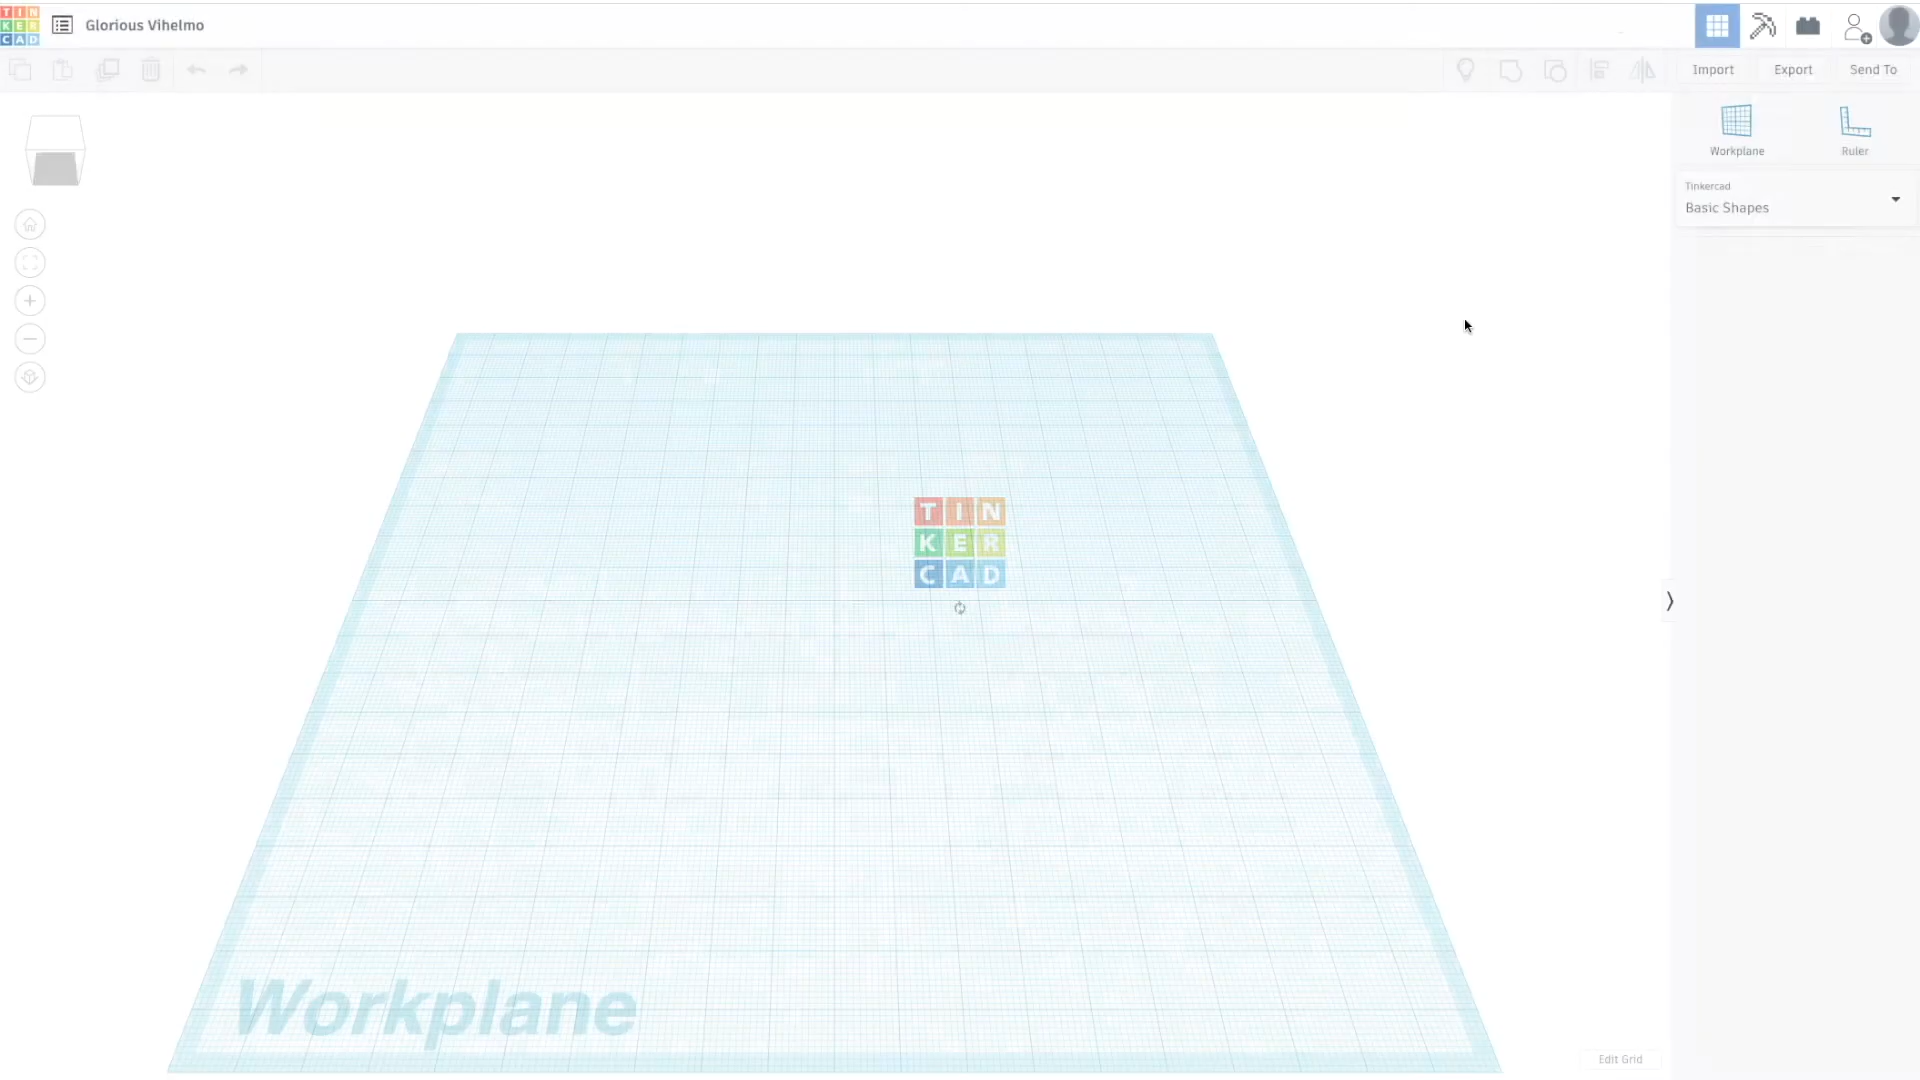 TIN
KER
CAD
Glorious Vihelmo
Import
Export
Send To
Workplane
Ruler
Tinkercad
Basic Shapes
TIN
KER
CAD
Workplane
Edit Grid